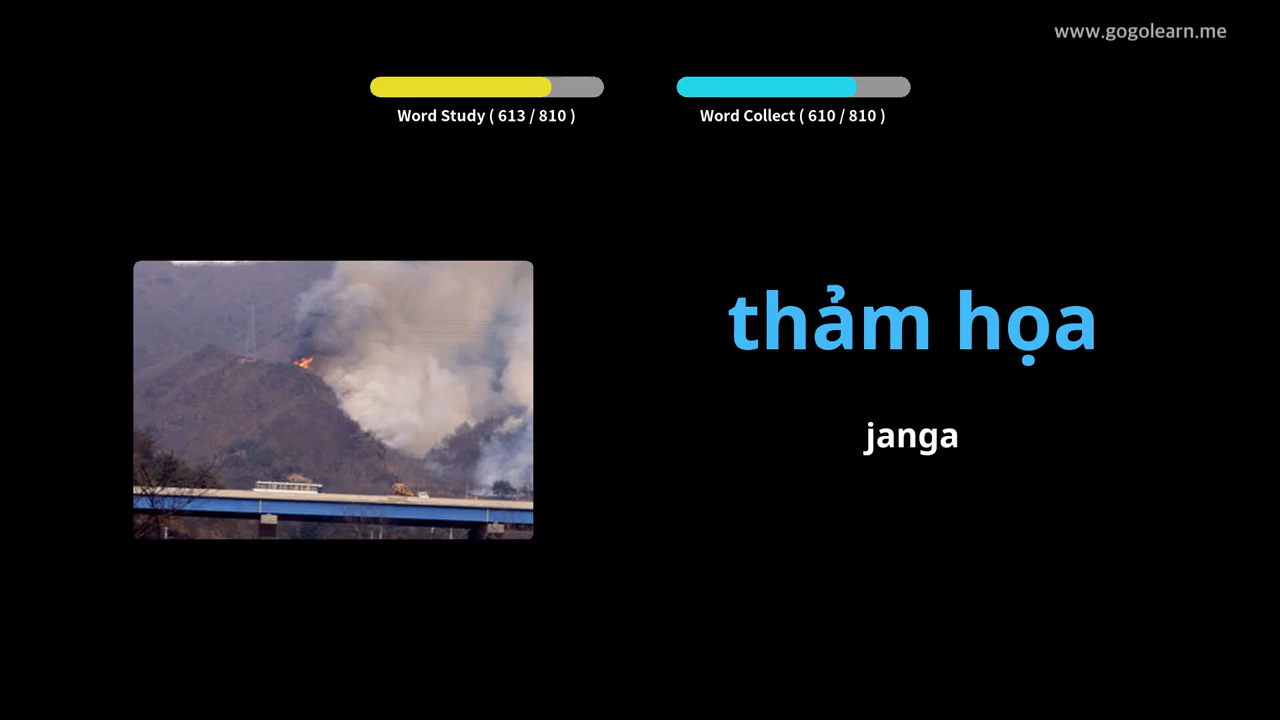 www.gogolearn.me
Word Study ( 613 / 810 )
Word Collect ( 610 / 810 )
thảm họa
janga